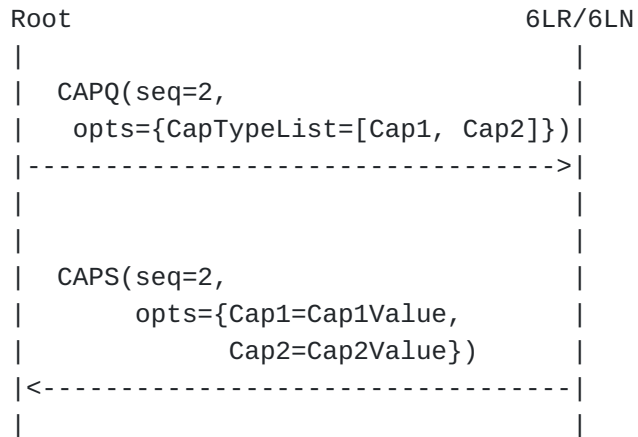 Root 6LR/6LN
CAPQ(seq=2,
opts={CapTypeList=[Cap1, Cap2]})
CAPS(seq=2,
opts={Cap1=Cap1Value,
Cap2=Cap2Value})